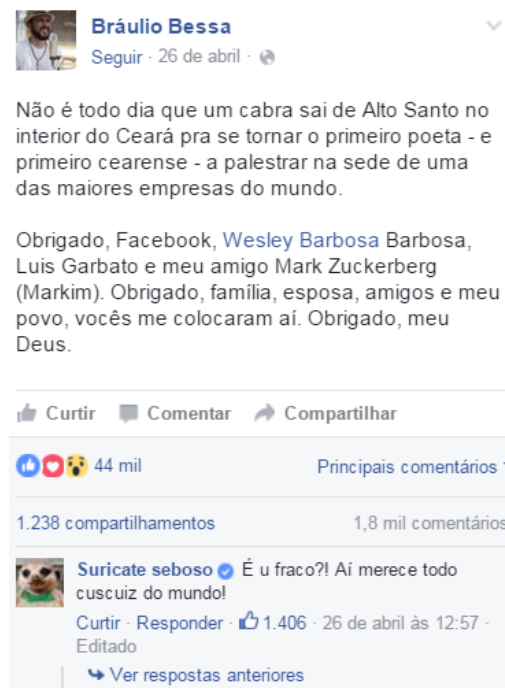 Bráulio Bessa
Seguir · 26 de abril ·
Não é todo dia que um cabra sai de Alto Santo no
interior do Ceará pra se tornar o primeiro poeta - e
primeiro cearense - a palestrar na sede de uma
das maiores empresas do mundo.
Obrigado, Facebook, Wesley Barbosa Barbosa,
Luis Garbato e meu amigo Mark Zuckerberg
(Markim). Obrigado, família, esposa, amigos e meu
povo, vocês me colocaram aí. Obrigado, meu
Deus.
Curtir Comentar Compartilhar
44 mil Principais comentários
1.238 compartilhamentos 1,8 mil comentários
Suricate seboso É u fraco?! Aí merece todo
cuscuiz do mundo!
Curtir · Responder · 1.406 · 26 de abril às 12:57 ·
Editado
Ver respostas anteriores